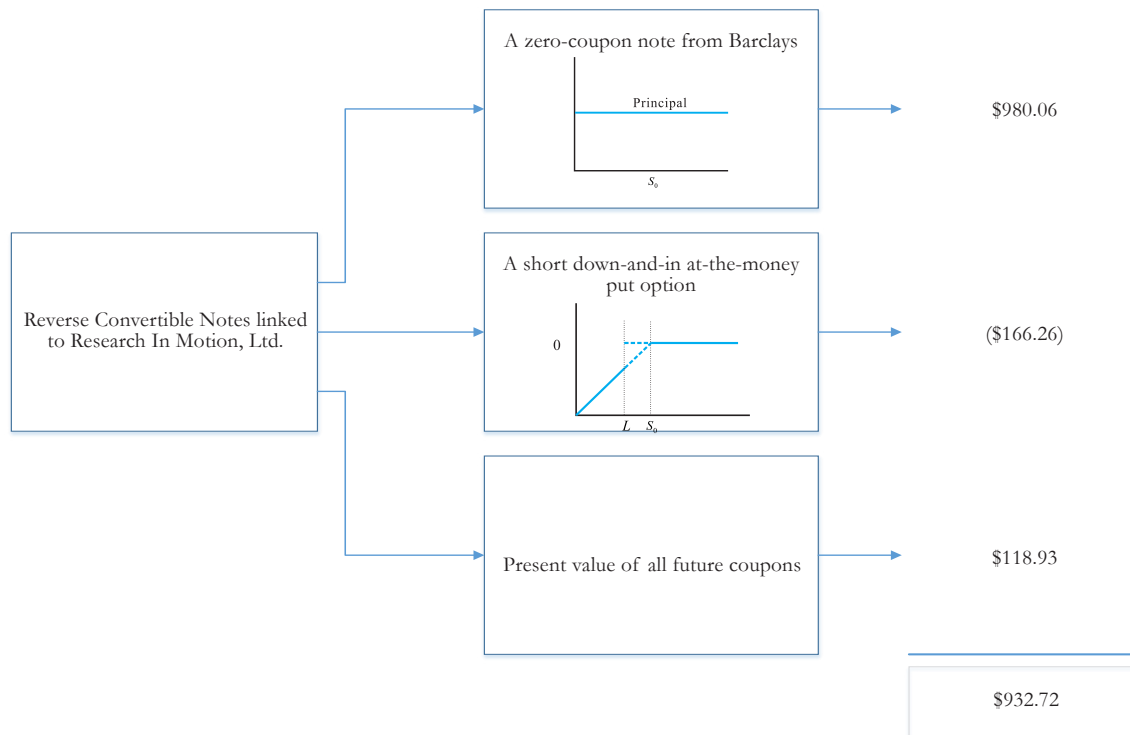 A zero-coupon note from Barclays
Principal
S₀
$980.06
Reverse Convertible Notes linked
to Research In Motion, Ltd.
A short down-and-in at-the-money
put option
0
L S₀
($166.26)
Present value of all future coupons
$118.93
$932.72